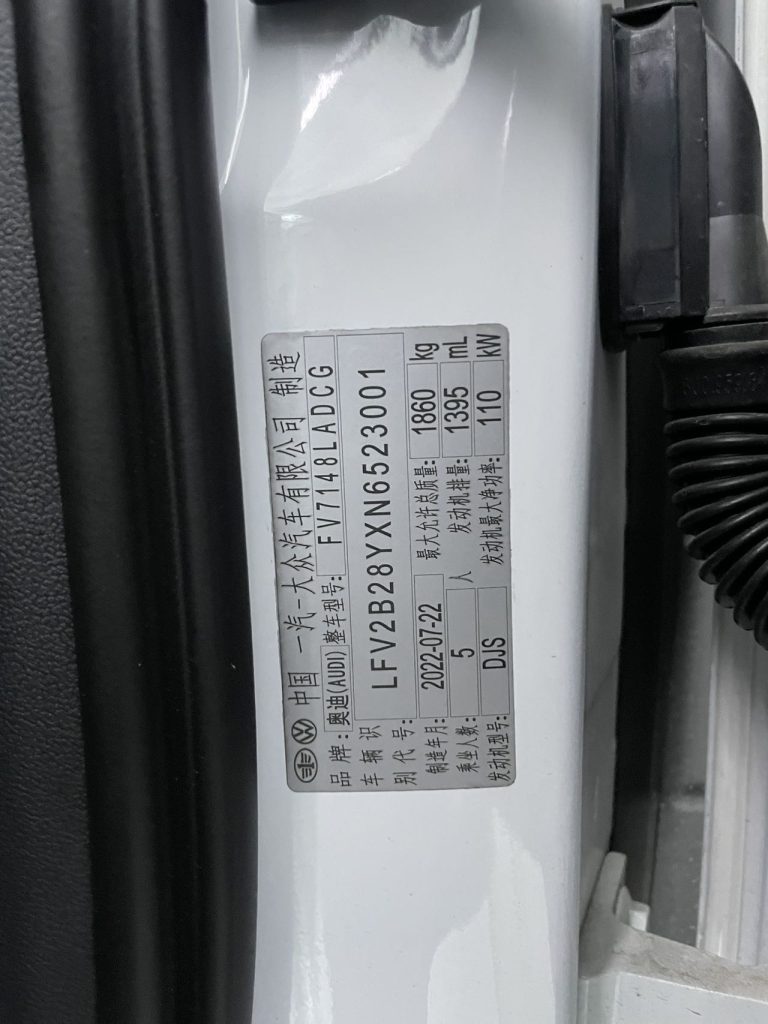 中国 一汽-大众汽车有限公司 制造
品牌: 奥迪(AUDI) 整车型号: FV7148LADCG
车辆识别代号: LFV2B28YXN6523001
制造年月: 2022-07-22 最大允许总质量: 1860 kg
乘坐人数: 5 人 发动机排量: 1395 mL
发动机型号: DJS 发动机最大净功率: 110 kW